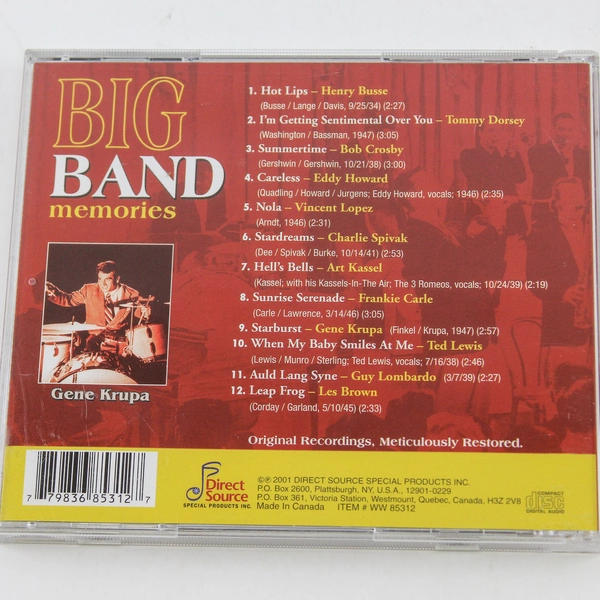 BIG
BAND
memories
Gene Krupa
1. Hot Lips – Henry Busse
(Busse / Lange / Davis, 9/25/34) (2:27)
2. I'm Getting Sentimental Over You – Tommy Dorsey
(Washington / Bassman, 1947) (3:05)
3. Summertime – Bob Crosby
(Gershwin / Gershwin, 10/21/38) (3:00)
4. Careless – Eddy Howard
(Quadling / Howard / Jurgens; Eddy Howard, vocals; 1946) (2:35)
5. Nola – Vincent Lopez
(Arndt, 1946) (2:31)
6. Stardreams – Charlie Spivak
(Dee / Spivak / Burke, 10/14/41) (2:53)
7. Hell's Bells – Art Kassel
(Kassel; with his Kassels-In-The Air; The 3 Romeos, vocals; 10/24/39) (2:19)
8. Sunrise Serenade – Frankie Carle
(Carle / Lawrence, 3/14/46) (3:05)
9. Starburst – Gene Krupa (Finkel / Krupa, 1947) (2:57)
10. When My Baby Smiles At Me – Ted Lewis
(Lewis / Munro / Sterling; Ted Lewis, vocals; 7/16/38) (2:46)
11. Auld Lang Syne – Guy Lombardo (3/7/39) (2:27)
12. Leap Frog – Les Brown
(Corday / Garland, 5/10/45) (2:33)
Original Recordings, Meticulously Restored.
7 79836 85312 7
Direct
Source
SPECIAL PRODUCTS INC.
©℗ 2001 DIRECT SOURCE SPECIAL PRODUCTS INC.
P.O. Box 2600, Plattsburgh, NY, U.S.A., 12901-0229
P.O. Box 361, Victoria Station, Westmount, Quebec, Canada, H3Z 2V8
Made In Canada ITEM # WW 85312
COMPACT
disc
DIGITAL AUDIO